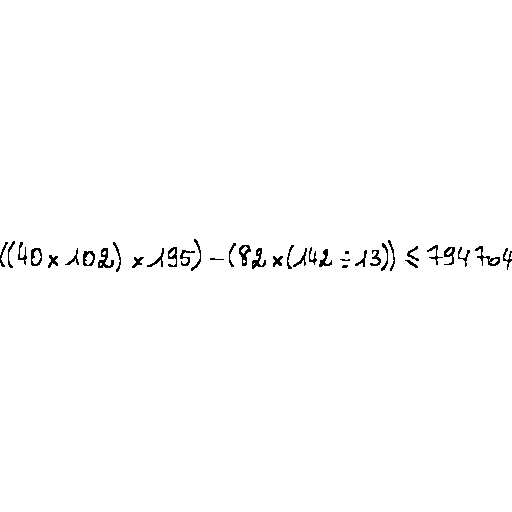 ((40 × 102) × 195) - (82 × (142 ÷ 13)) ≤ 794704